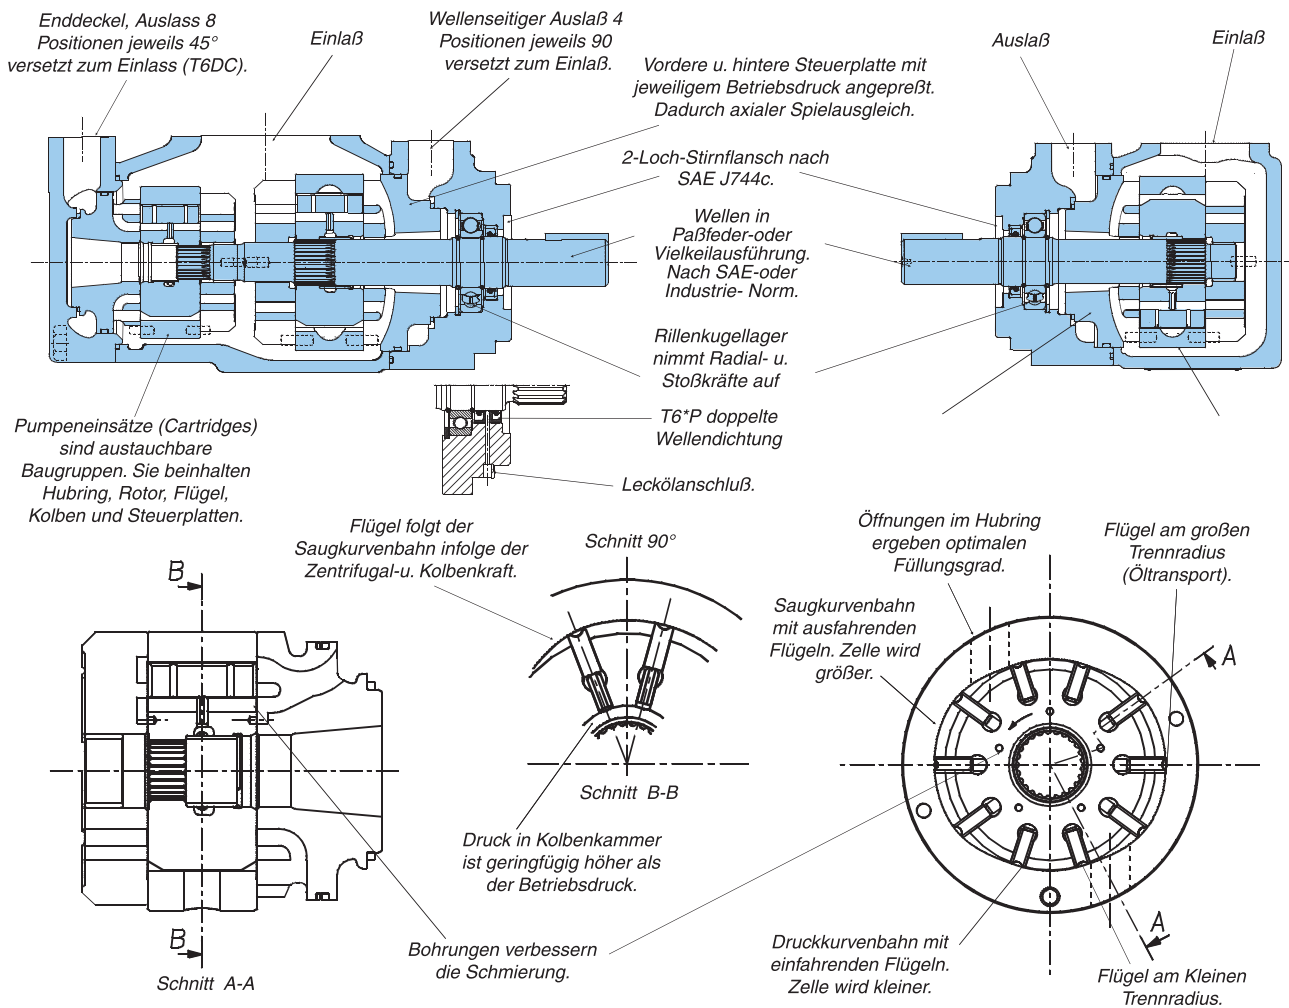 Enddeckel, Auslass 8
Positionen jeweils 45°
versetzt zum Einlass (T6DC).
Einlaß
Wellenseitiger Auslaß 4
Positionen jeweils 90
versetzt zum Einlaß.
Auslaß
Einlaß
Vordere u. hintere Steuerplatte mit
jeweiligem Betriebsdruck angepreßt.
Dadurch axialer Spielausgleich.
2-Loch-Stirnflansch nach
SAE J744c.
Wellen in
Paßfeder-oder
Vielkeilausführung.
Nach SAE-oder
Industrie- Norm.
Rillenkugellager
nimmt Radial- u.
Stoßkräfte auf
T6*P doppelte
Wellendichtung
Leckölanschluß.
Pumpeneinsätze (Cartridges)
sind austauchbare
Baugruppen. Sie beinhalten
Hubring, Rotor, Flügel,
Kolben und Steuerplatten.
Flügel folgt der
Saugkurvenbahn infolge der
Zentrifugal-u. Kolbenkraft.
Schnitt 90°
Öffnungen im Hubring
ergeben optimalen
Füllungsgrad.
Flügel am großen
Trennradius
(Öltransport).
Saugkurvenbahn
mit ausfahrenden
Flügeln. Zelle wird
größer.
B
A
Schnitt B-B
Druck in Kolbenkammer
ist geringfügig höher als
der Betriebsdruck.
B
A
Schnitt A-A
Bohrungen verbessern
die Schmierung.
Druckkurvenbahn mit
einfahrenden Flügeln.
Zelle wird kleiner.
Flügel am Kleinen
Trennradius.